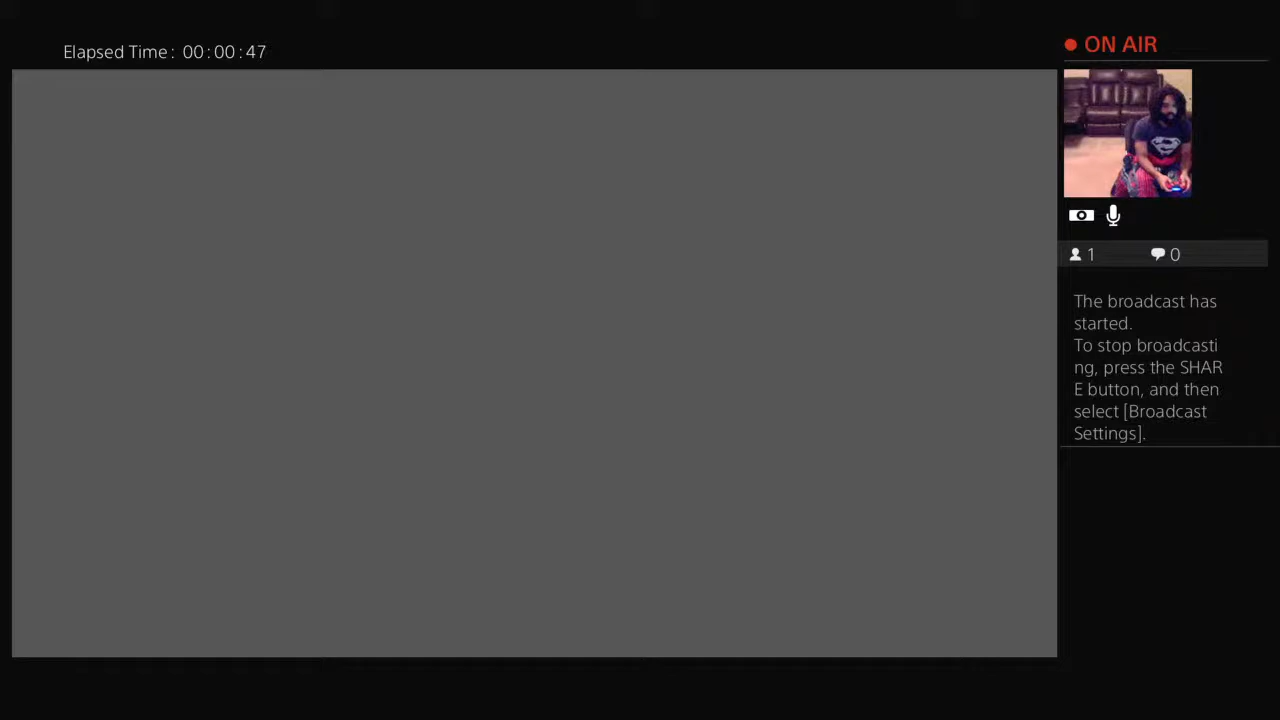 Elapsed Time: 00:00:47
ON AIR
1 0
The broadcast has
started.
To stop broadcasti
ng, press the SHAR
E button, and then
select [Broadcast
Settings].